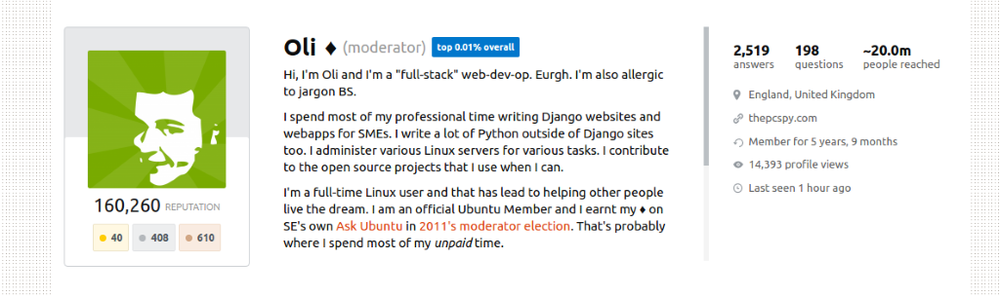 Oli ♦ (moderator) top 0.01% overall
Hi, I'm Oli and I'm a "full-stack" web-dev-op. Eurgh. I'm also allergic
to jargon BS.
I spend most of my professional time writing Django websites and
webapps for SMEs. I write a lot of Python outside of Django sites
too. I administer various Linux servers for various tasks. I contribute
to the open source projects that I use when I can.
I'm a full-time Linux user and that has lead to helping other people
live the dream. I am an official Ubuntu Member and I earnt my ♦ on
SE's own Ask Ubuntu in 2011's moderator election. That's probably
where I spend most of my unpaid time.
160,260 REPUTATION
40 408 610
2,519 198 ~20.0m
answers questions people reached
England, United Kingdom
thepcspy.com
Member for 5 years, 9 months
14,393 profile views
Last seen 1 hour ago